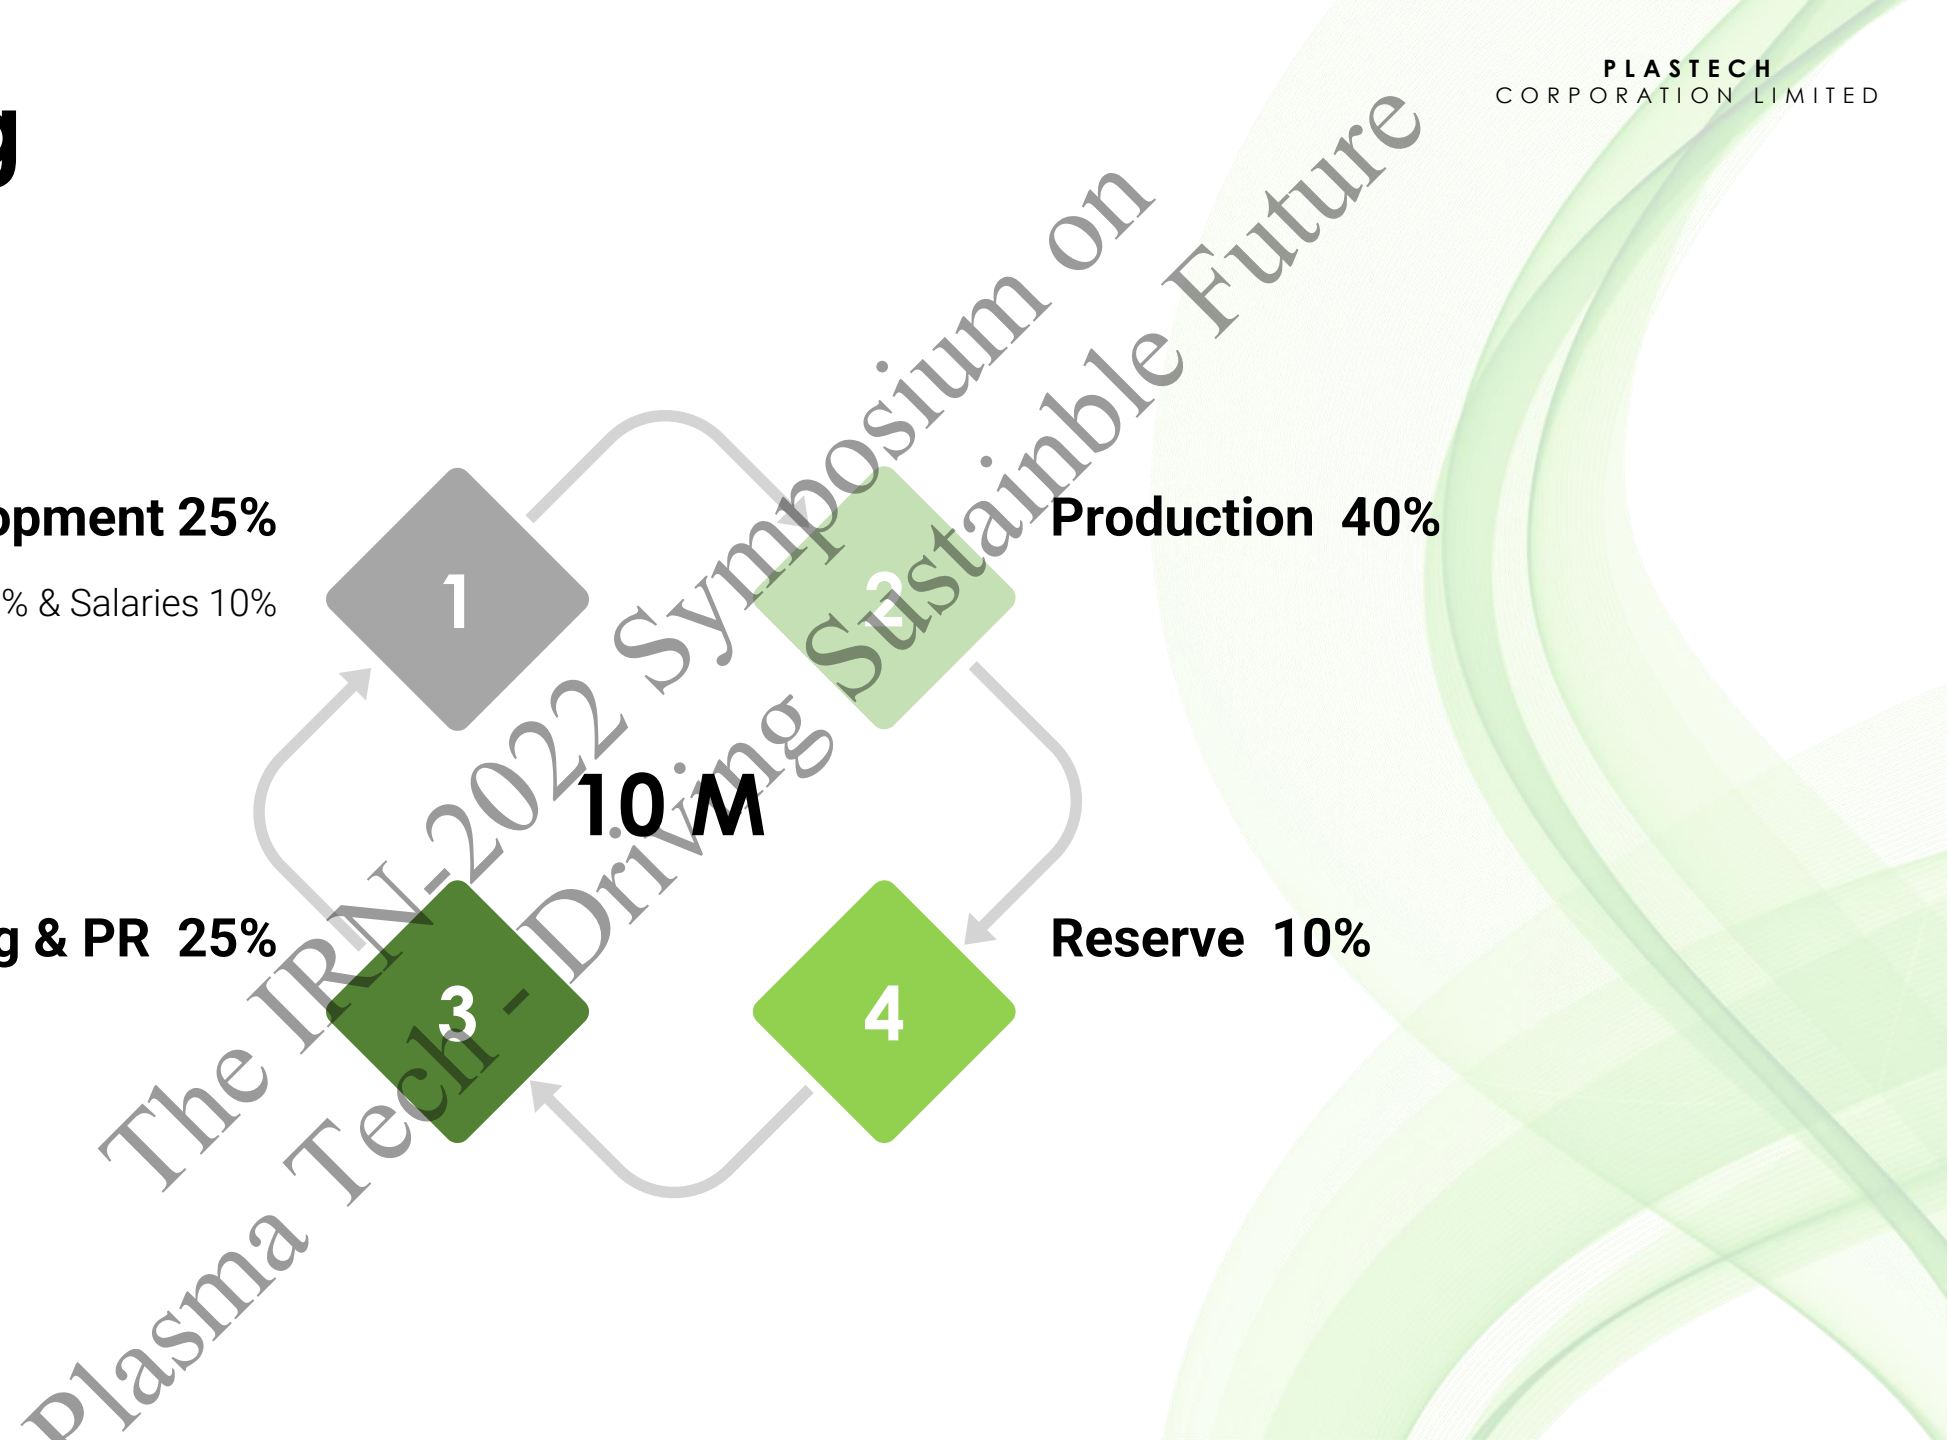 PLASTECH
CORPORATION LIMITED
g
opment 25%
% & Salaries 10%
1
2
Production 40%
10 M
g & PR 25%
3
4
Reserve 10%
The IRN-2022 Symposium on
Plasma Tech - Driving Sustainble Future